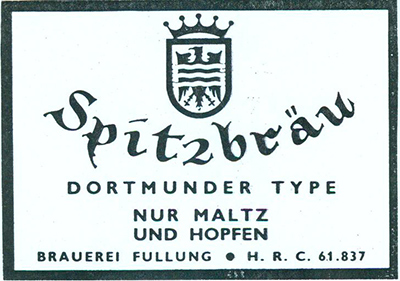 Spitzbräu
DORTMUNDER TYPE
NUR MALTZ
UND HOPFEN
BRAUEREI FULLUNG ● H. R. C. 61.837